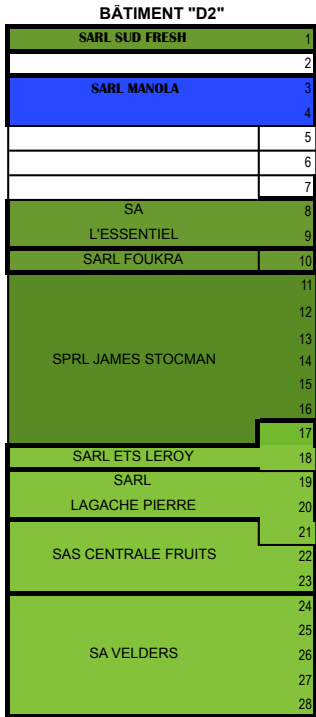 BÂTIMENT "D2"
SARL SUD FRESH 1
2
SARL MANOLA 3
4
5
6
7
SA 8
L'ESSENTIEL 9
SARL FOUKRA 10
11
12
13
SPRL JAMES STOCMAN 14
15
16
17
SARL ETS LEROY 18
SARL 19
LAGACHE PIERRE 20
21
SAS CENTRALE FRUITS 22
23
24
25
SA VELDERS 26
27
28